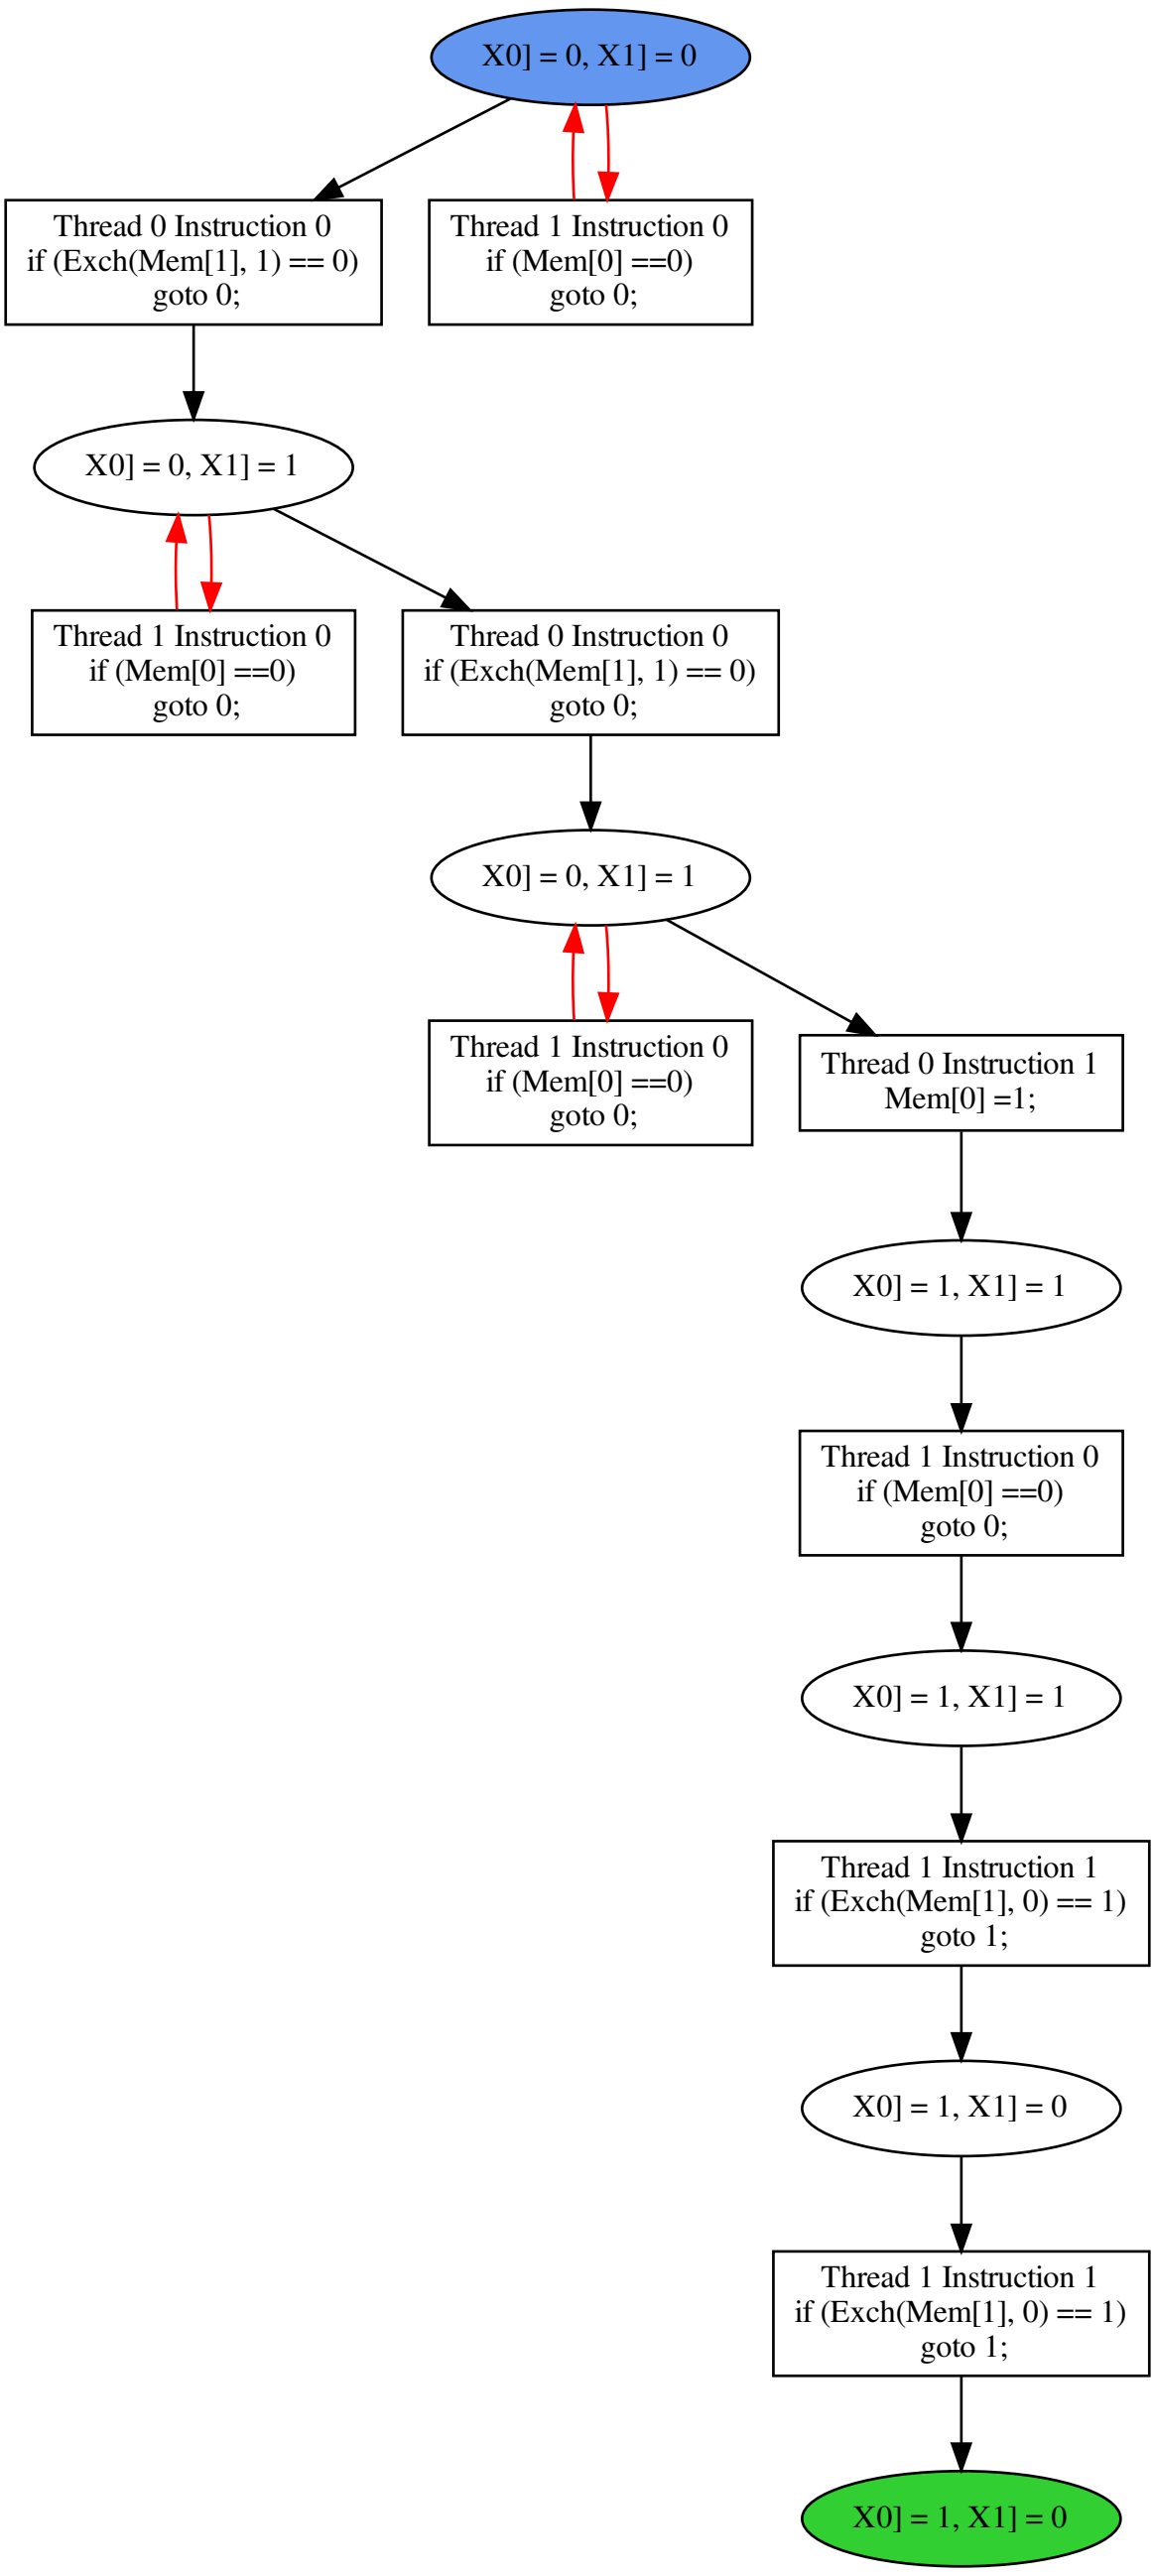 X0] = 0, X1] = 0
Thread 0 Instruction 0
if (Exch(Mem[1], 1) == 0)
goto 0;
Thread 1 Instruction 0
if (Mem[0] ==0)
goto 0;
X0] = 0, X1] = 1
Thread 1 Instruction 0
if (Mem[0] ==0)
goto 0;
Thread 0 Instruction 0
if (Exch(Mem[1], 1) == 0)
goto 0;
X0] = 0, X1] = 1
Thread 1 Instruction 0
if (Mem[0] ==0)
goto 0;
Thread 0 Instruction 1
Mem[0] =1;
X0] = 1, X1] = 1
Thread 1 Instruction 0
if (Mem[0] ==0)
goto 0;
X0] = 1, X1] = 1
Thread 1 Instruction 1
if (Exch(Mem[1], 0) == 1)
goto 1;
X0] = 1, X1] = 0
Thread 1 Instruction 1
if (Exch(Mem[1], 0) == 1)
goto 1;
X0] = 1, X1] = 0